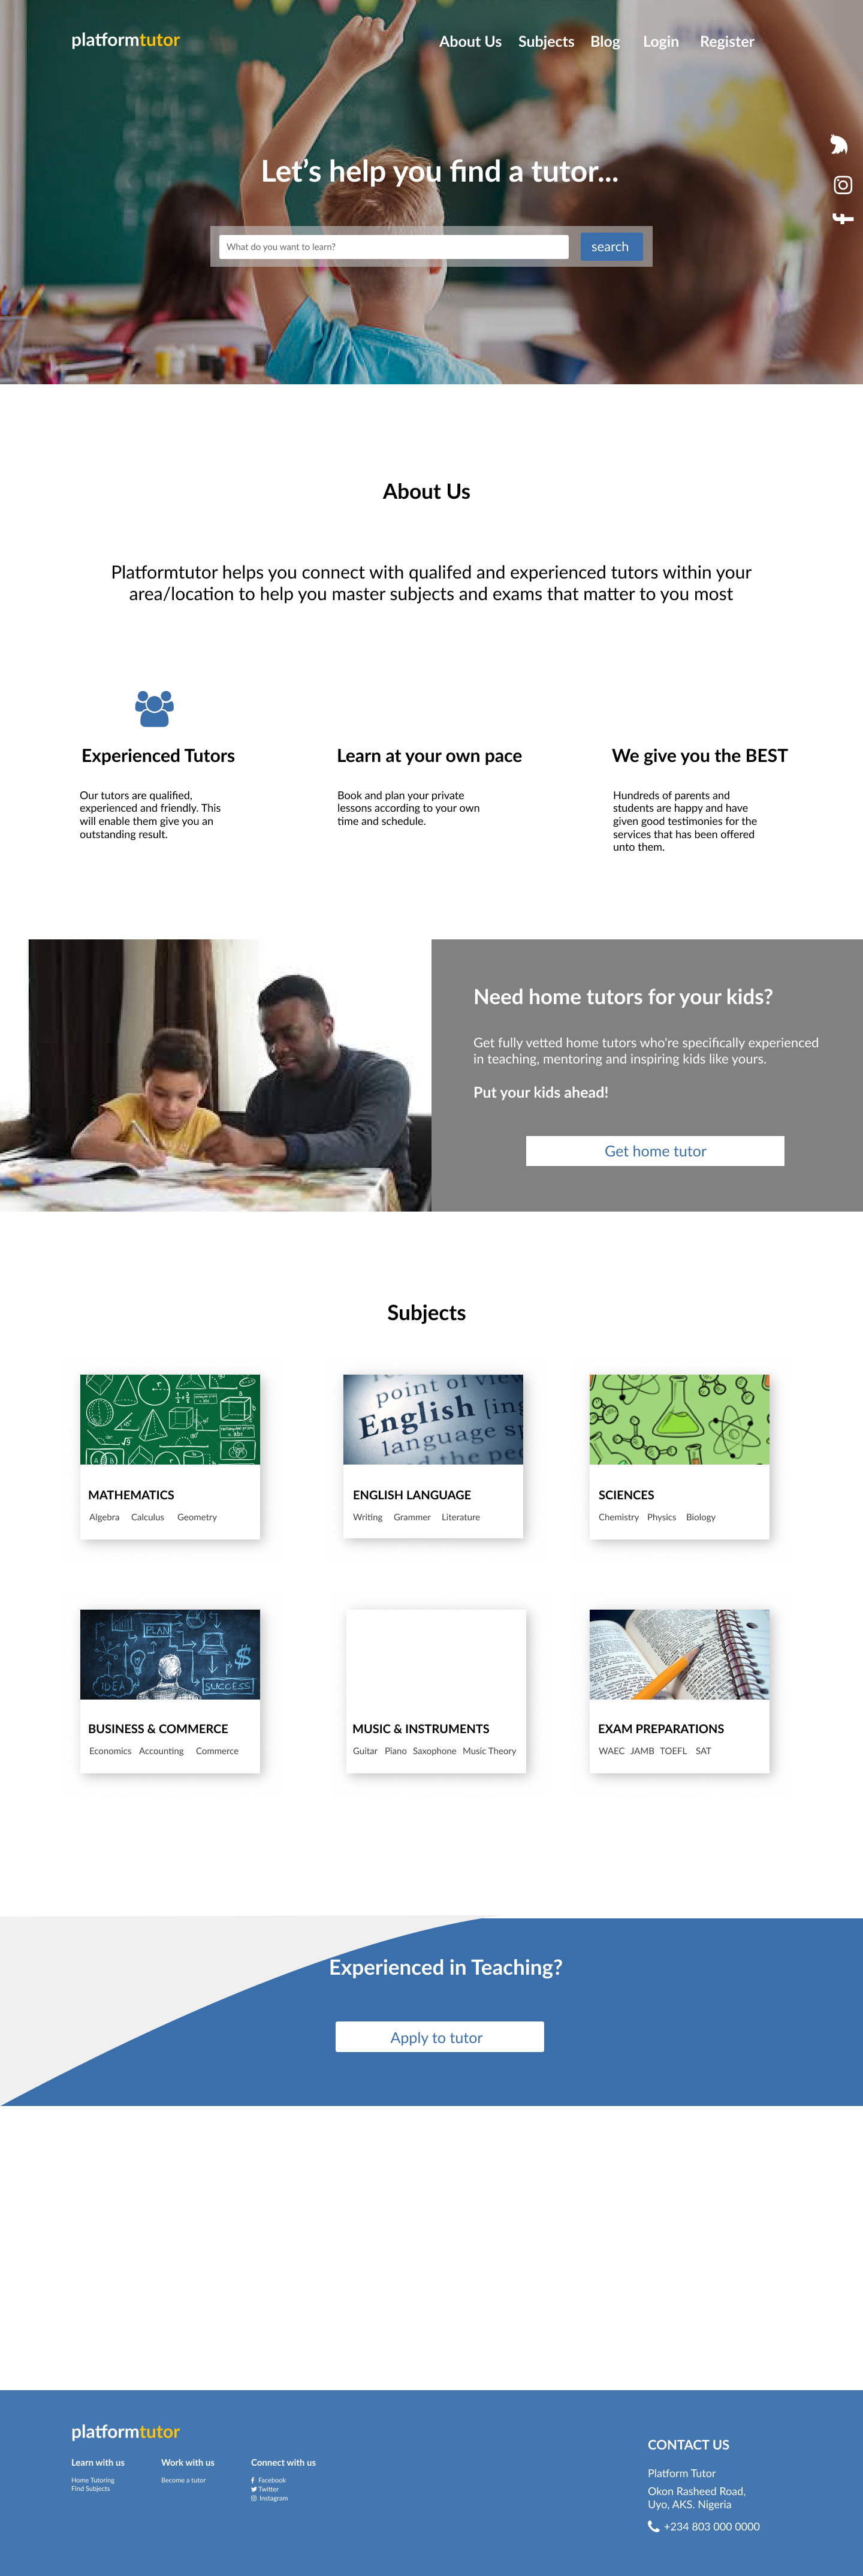 platformtutor
About Us Subjects Blog Login Register
Let's help you find a tutor...
What do you want to learn?
search
About Us
Platformtutor helps you connect with qualifed and experienced tutors within your
area/location to help you master subjects and exams that matter to you most
Experienced Tutors
Our tutors are qualified,
experienced and friendly. This
will enable them give you an
outstanding result.
Learn at your own pace
Book and plan your private
lessons according to your own
time and schedule.
We give you the BEST
Hundreds of parents and
students are happy and have
given good testimonies for the
services that has been offered
unto them.
Need home tutors for your kids?
Get fully vetted home tutors who're specifically experienced
in teaching, mentoring and inspiring kids like yours.
Put your kids ahead!
Get home tutor
Subjects
MATHEMATICS
Algebra Calculus Geometry
point of view
English [in
language s
d the pe
ENGLISH LANGUAGE
Writing Grammer Literature
SCIENCES
Chemistry Physics Biology
PLAN
IDEA
$
SUCCESS
BUSINESS & COMMERCE
Economics Accounting Commerce
MUSIC & INSTRUMENTS
Guitar Piano Saxophone Music Theory
EXAM PREPARATIONS
WAEC JAMB TOEFL SAT
Experienced in Teaching?
Apply to tutor
platformtutor
Learn with us
Home Tutoring
Find Subjects
Work with us
Become a tutor
Connect with us
Facebook
Twitter
Instagram
CONTACT US
Platform Tutor
Okon Rasheed Road,
Uyo, AKS. Nigeria
+234 803 000 0000